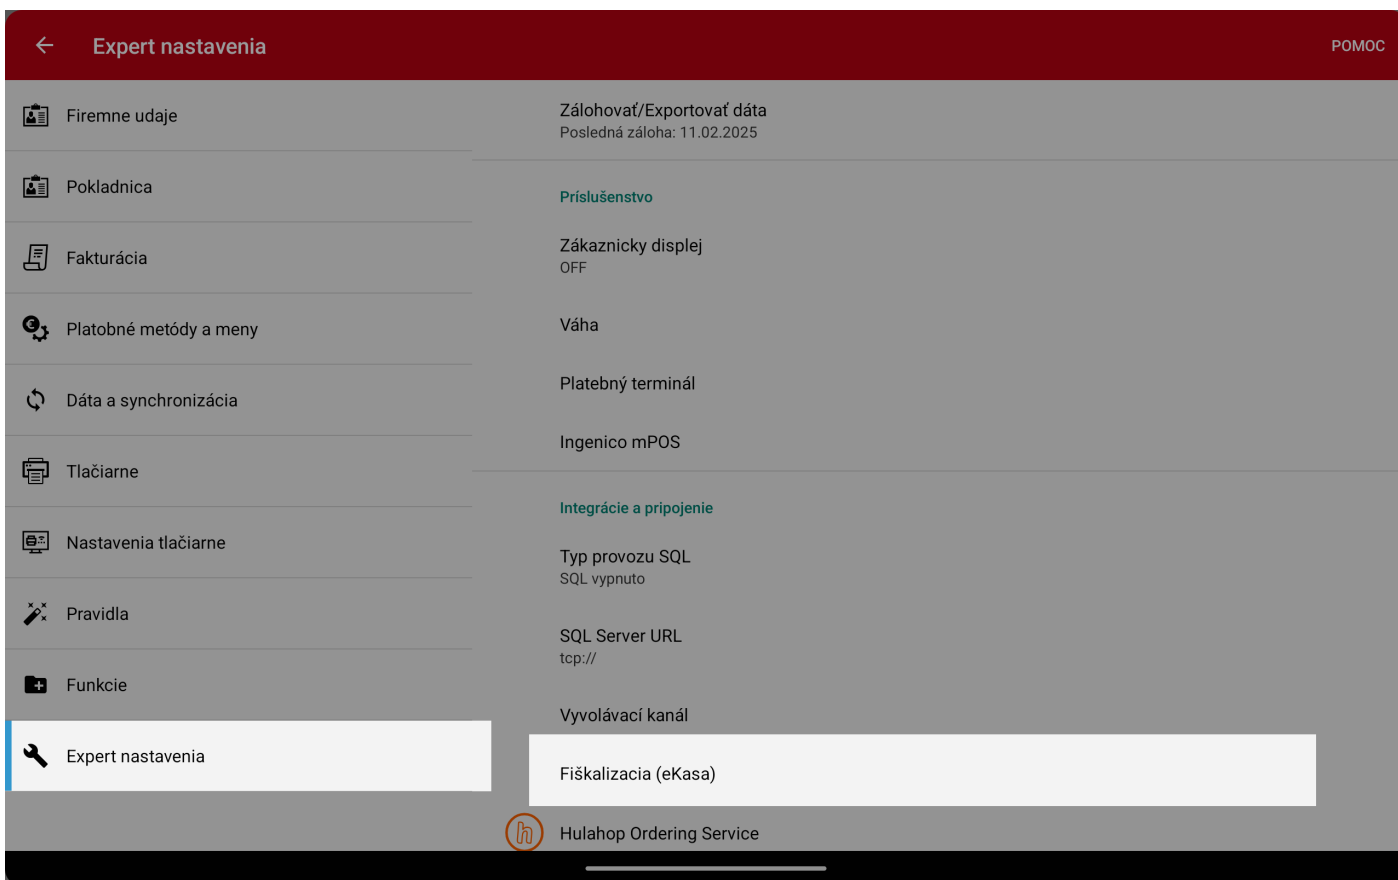 Expert nastavenia
POMOC
Firemne udaje
Pokladnica
Fakturácia
Platobné metódy a meny
Dáta a synchronizácia
Tlačiarne
Nastavenia tlačiarne
Pravidla
Funkcie
Expert nastavenia
Zálohovať/Exportovať dáta
Posledná záloha: 11.02.2025
Príslušenstvo
Zákaznicky displej
OFF
Váha
Platebný terminál
Ingenico mPOS
Integrácie a pripojenie
Typ provozu SQL
SQL vypnuto
SQL Server URL
tcp://
Vyvolávací kanál
Fiškalizacia (eKasa)
Hulahop Ordering Service